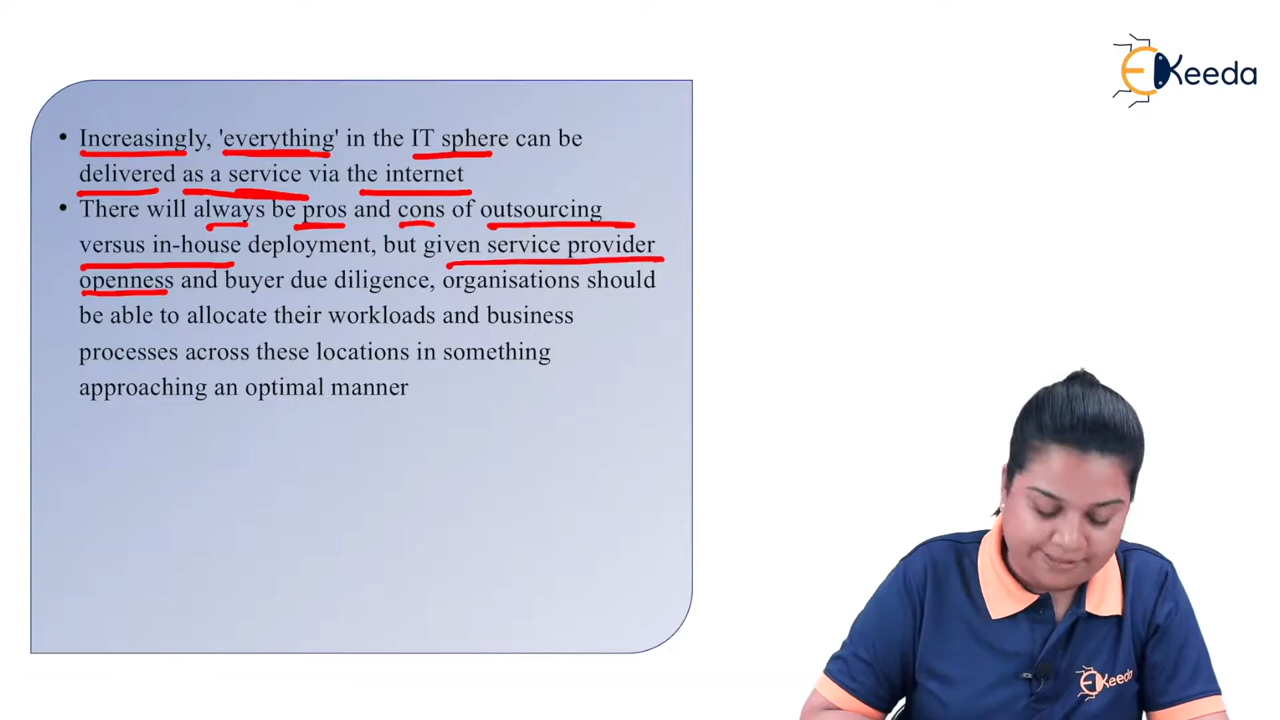 EKeeda
• Increasingly, 'everything' in the IT sphere can be
delivered as a service via the internet
• There will always be pros and cons of outsourcing
versus in-house deployment, but given service provider
openness and buyer due diligence, organisations should
be able to allocate their workloads and business
processes across these locations in something
approaching an optimal manner
EKeeda